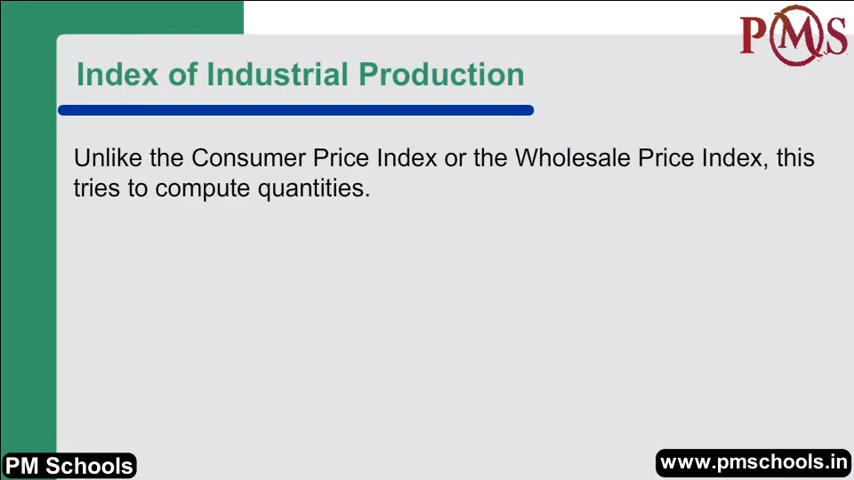 PMS
Index of Industrial Production
Unlike the Consumer Price Index or the Wholesale Price Index, this
tries to compute quantities.
PM Schools
www.pmschools.in